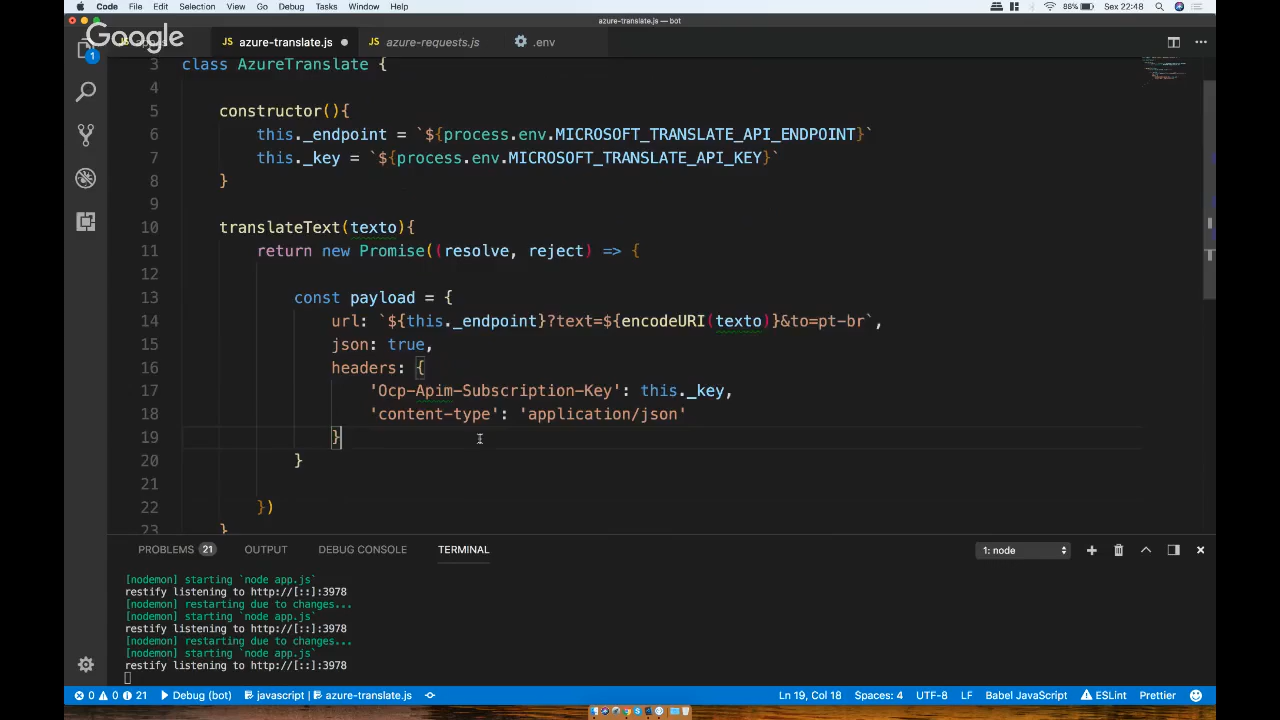 Code File Edit Selection View Go Debug Tasks Window Help 86% Sex 22:48
azure-translate.js — bot
Google
azure-translate.js azure-requests.js .env
1
3 class AzureTranslate {
4
5 constructor(){
6 this._endpoint = `${process.env.MICROSOFT_TRANSLATE_API_ENDPOINT}`
7 this._key = `${process.env.MICROSOFT_TRANSLATE_API_KEY}`
8 }
9
10 translateText(texto){
11 return new Promise((resolve, reject) => {
12
13 const payload = {
14 url: `${this._endpoint}?text=${encodeURI(texto)}&to=pt-br`,
15 json: true,
16 headers: {
17 'Ocp-Apim-Subscription-Key': this._key,
18 'content-type': 'application/json'
19 }
20 }
21
22 })
23 }
PROBLEMS 21 OUTPUT DEBUG CONSOLE TERMINAL 1: node
[nodemon] starting `node app.js`
restify listening to http://[::]:3978
[nodemon] restarting due to changes...
[nodemon] starting `node app.js`
restify listening to http://[::]:3978
[nodemon] restarting due to changes...
[nodemon] starting `node app.js`
restify listening to http://[::]:3978
0 0 21 Debug (bot) javascript | azure-translate.js Ln 19, Col 18 Spaces: 4 UTF-8 LF Babel JavaScript ESLint Prettier